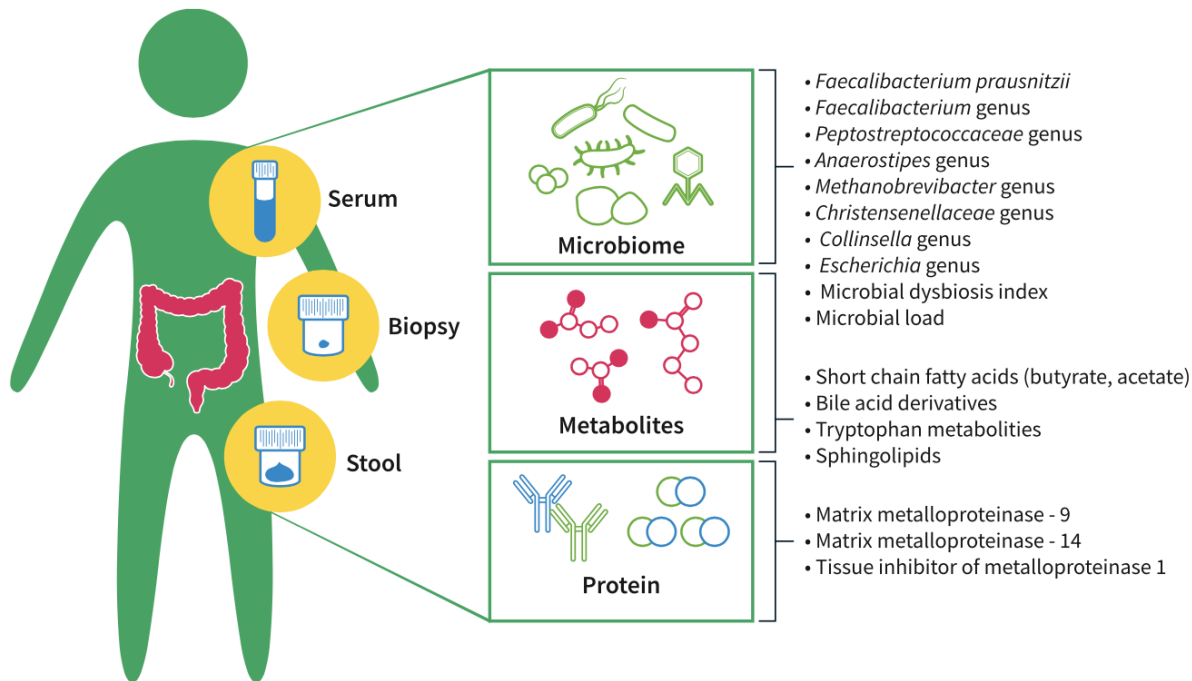 Serum
Biopsy
Stool
Microbiome
• Faecalibacterium prausnitzii
• Faecalibacterium genus
• Peptostreptococcaceae genus
• Anaerostipes genus
• Methanobrevibacter genus
• Christensenellaceae genus
• Collinsella genus
• Escherichia genus
• Microbial dysbiosis index
• Microbial load
Metabolites
• Short chain fatty acids (butyrate, acetate)
• Bile acid derivatives
• Tryptophan metabolities
• Sphingolipids
Protein
• Matrix metalloproteinase - 9
• Matrix metalloproteinase - 14
• Tissue inhibitor of metalloproteinase 1